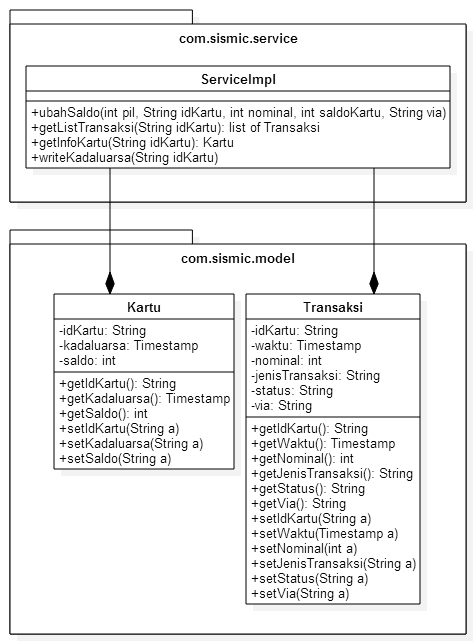 com.sismic.service
ServiceImpl
+ubahSaldo(int pil, String idKartu, int nominal, int saldoKartu, String via)
+getListTransaksi(String idKartu): list of Transaksi
+getInfoKartu(String idKartu): Kartu
+writeKadaluarsa(String idKartu)
com.sismic.model
Kartu
-idKartu: String
-kadaluarsa: Timestamp
-saldo: int
+getIdKartu(): String
+getKadaluarsa(): Timestamp
+getSaldo(): int
+setIdKartu(String a)
+setKadaluarsa(String a)
+setSaldo(String a)
Transaksi
-idKartu: String
-waktu: Timestamp
-nominal: int
-jenisTransaksi: String
-status: String
-via: String
+getIdKartu(): String
+getWaktu(): Timestamp
+getNominal(): int
+getJenisTransaksi(): String
+getStatus(): String
+getVia(): String
+setIdKartu(String a)
+setWaktu(Timestamp a)
+setNominal(int a)
+setJenisTransaksi(String a)
+setStatus(String a)
+setVia(String a)